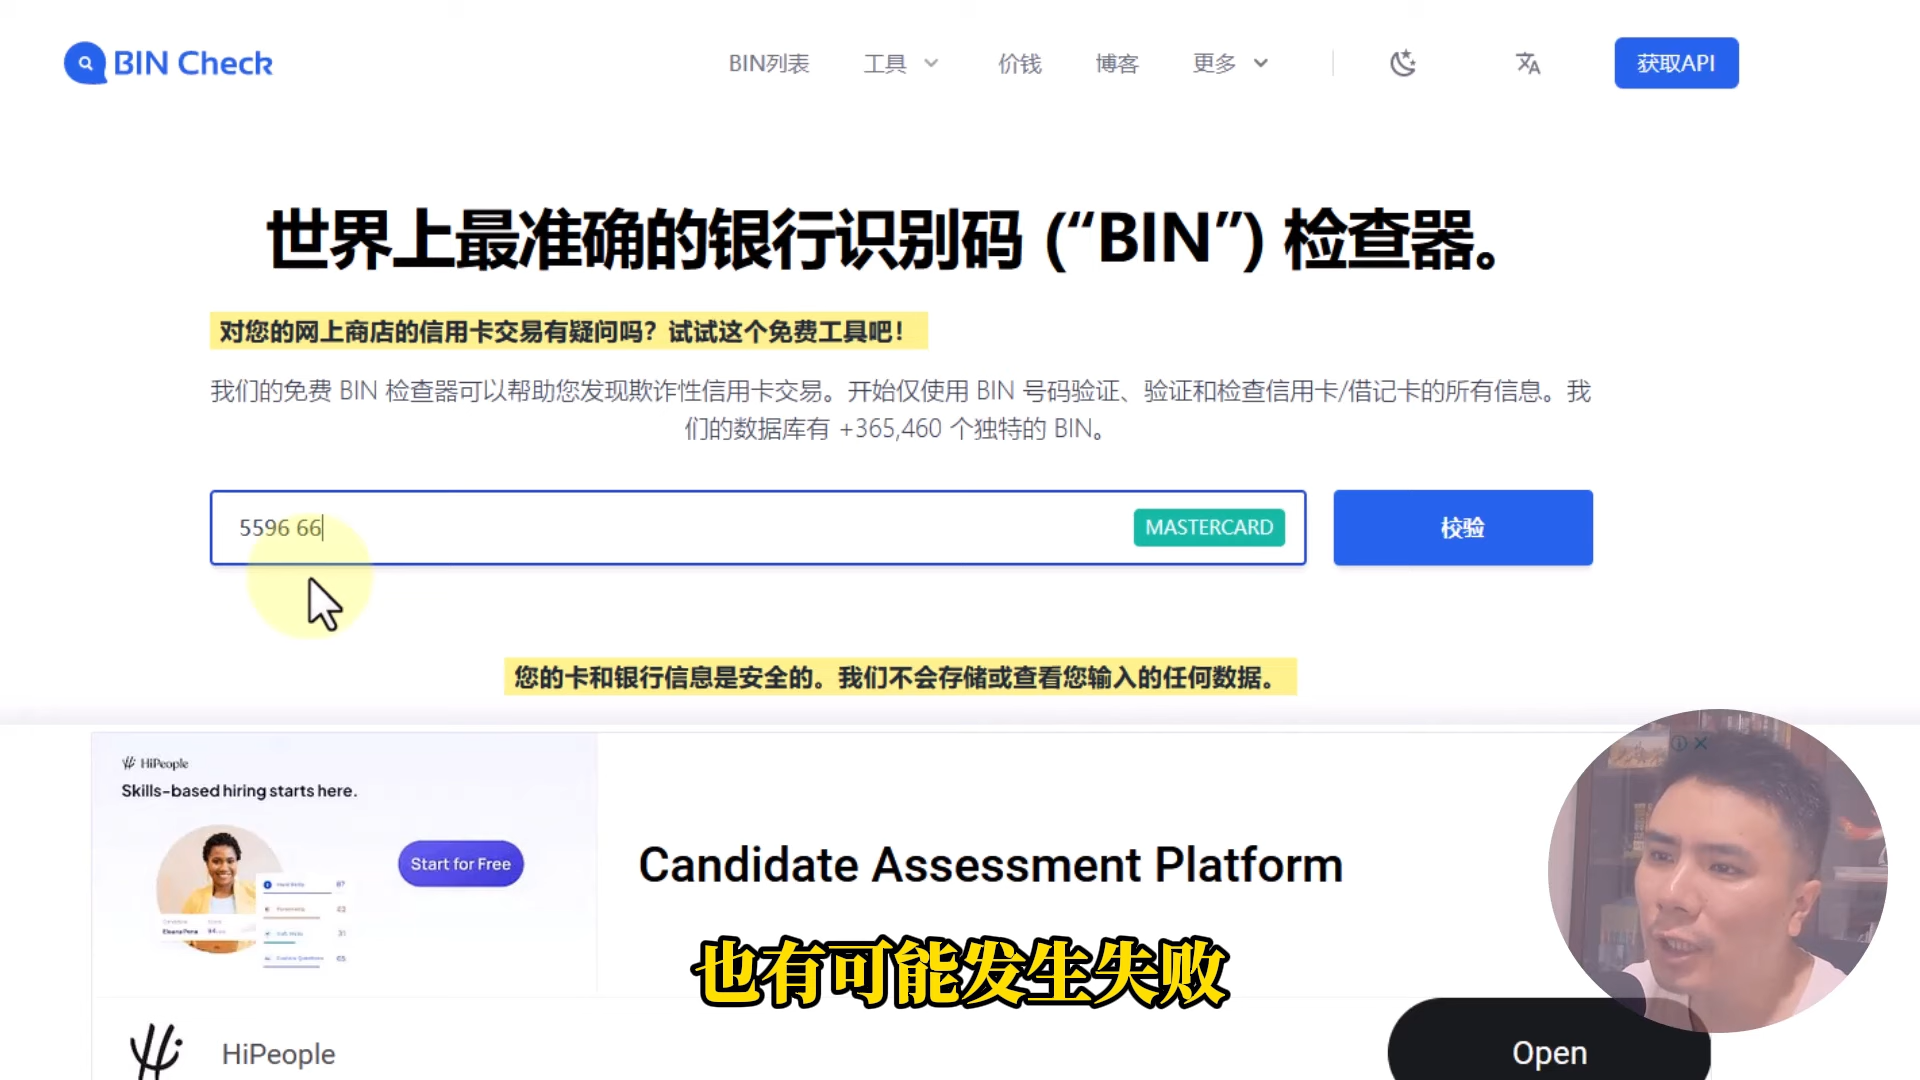 BIN Check
BIN列表
工具
价钱
博客
更多
获取API
世界上最准确的银行识别码 (“BIN”) 检查器。
对您的网上商店的信用卡交易有疑问吗？试试这个免费工具吧！
我们的免费 BIN 检查器可以帮助您发现欺诈性信用卡交易。开始仅使用 BIN 号码验证、验证和检查信用卡/借记卡的所有信息。我
们的数据库有 +365,460 个独特的 BIN。
5596 66
MASTERCARD
校验
您的卡和银行信息是安全的。我们不会存储或查看您输入的任何数据。
HiPeople
Skills-based hiring starts here.
Start for Free
Candidate Assessment Platform
也有可能发生失败
HiPeople
Open